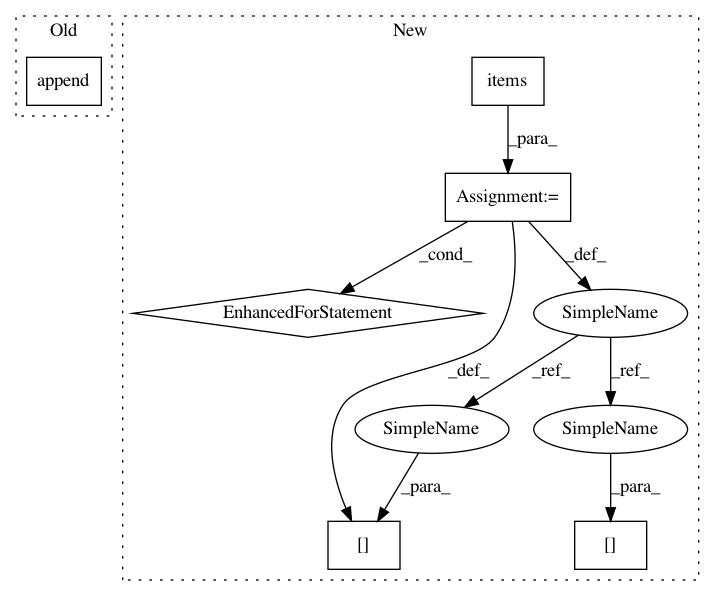 Old
New
append
items
_para_
Assignment:=
_cond_
_def_
EnhancedForStatement
SimpleName
_def_
_ref_
_ref_
SimpleName
SimpleName
_para_
_para_
[]
[]